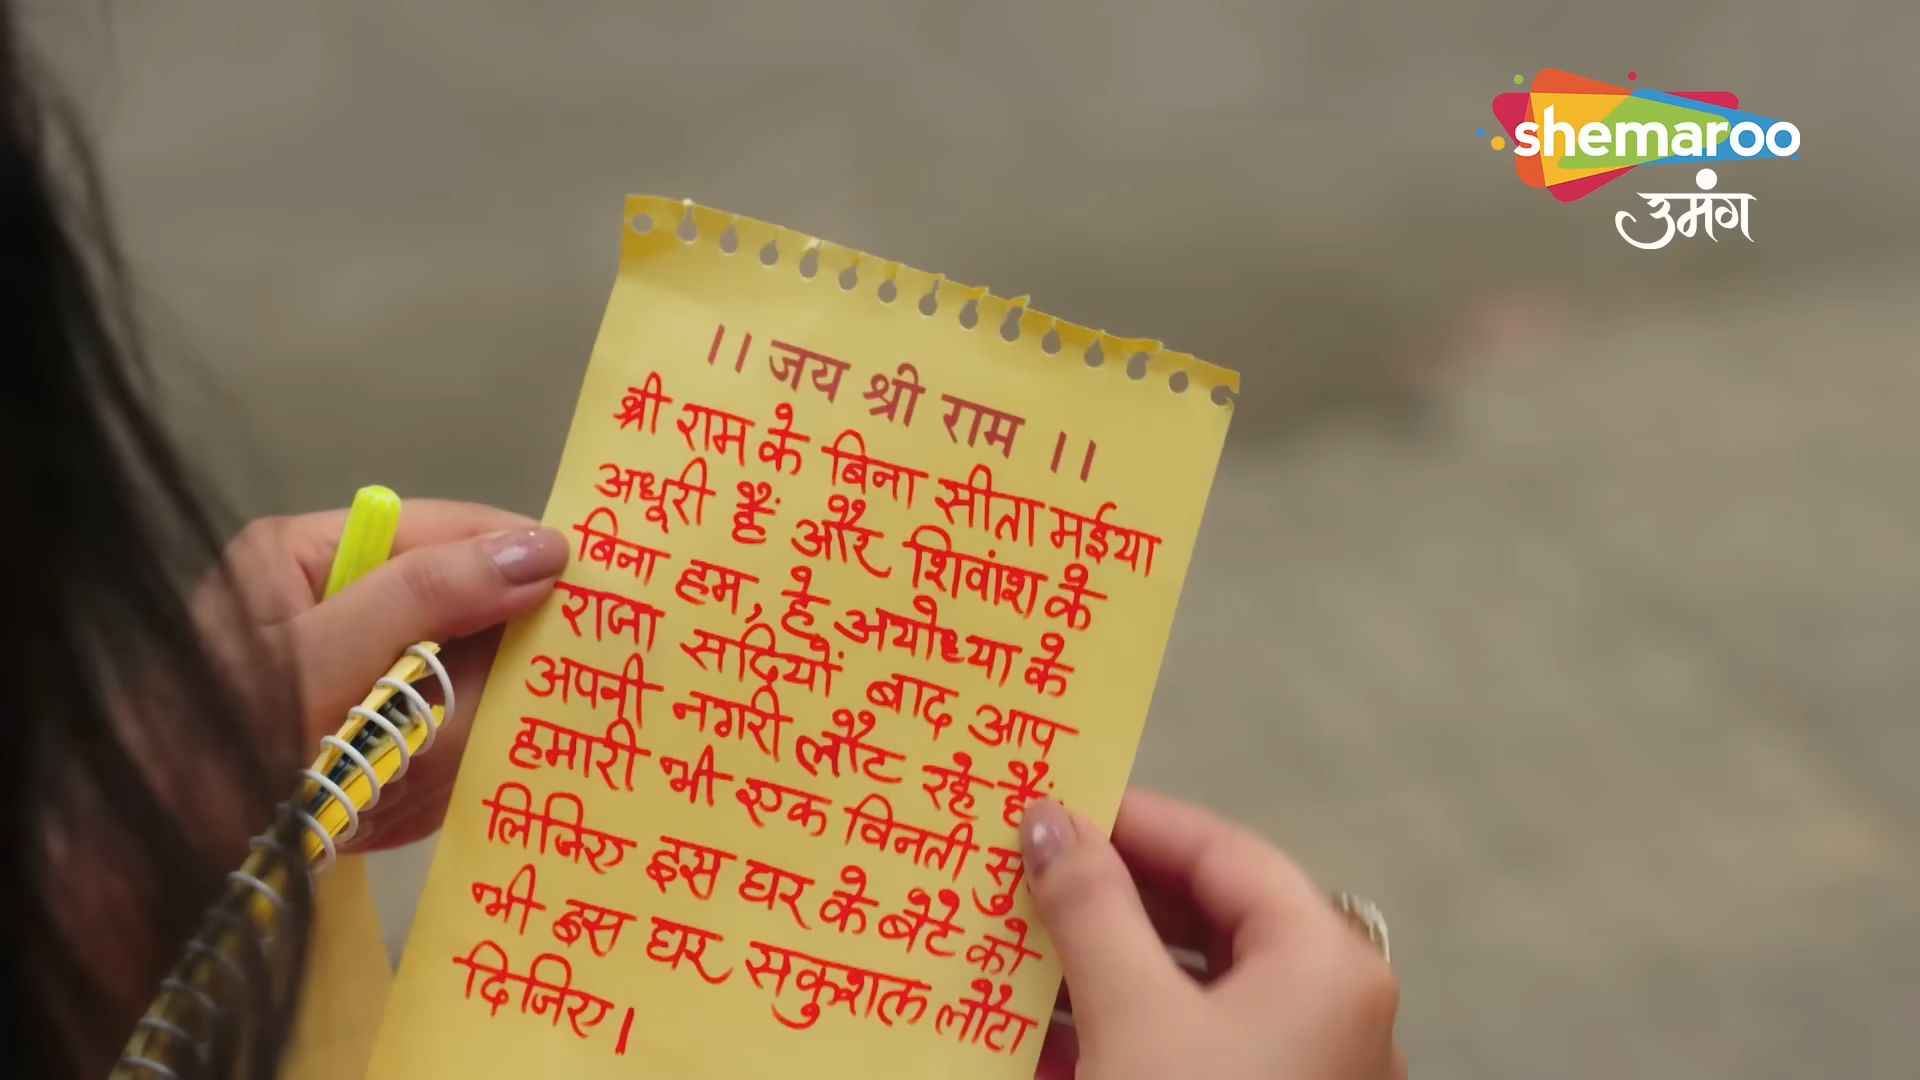 shemaroo
उमंग
।। जय श्री राम ।।
श्री राम के बिना सीता मईया
अधूरी हैं और शिवांश के
बिना हम, हे अयोध्या के
राजा सदियों बाद आप
अपनी नगरी लौट रहे हैं
हमारी भी एक विनती
लिजिए इस घर के बेटे को
भी इस घर सकुशल लौटा
दिजिए।